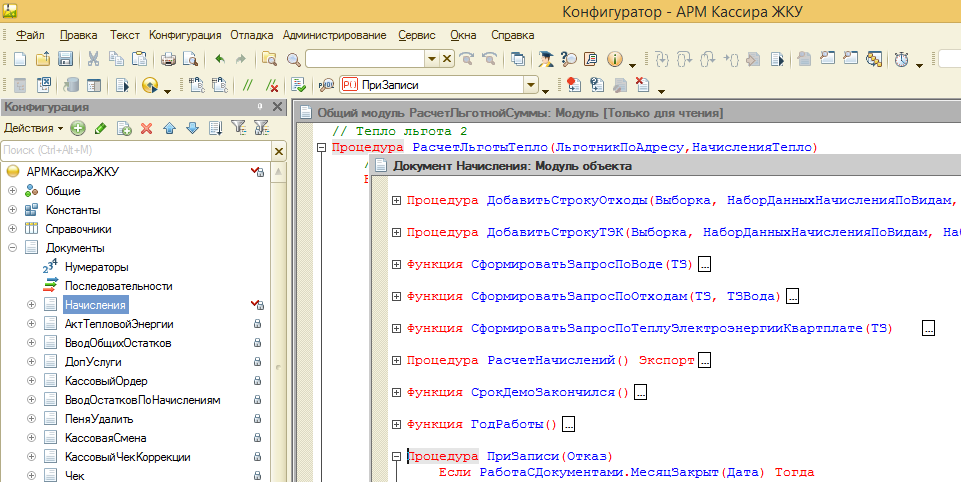 Конфигуратор - АРМ Кассира ЖКУ
Файл Правка Текст Конфигурация Отладка Администрирование Сервис Окна Справка
ПриЗаписи
Конфигурация
Действия
Поиск (Ctrl+Alt+M)
АРМКассираЖКУ
Общие
Константы
Справочники
Документы
Нумераторы
Последовательности
Начисления
АктТепловойЭнергии
ВводОбщихОстатков
ДопУслуги
КассовыйОрдер
ВводОстатковПоНачислениям
ПеняУдалить
КассоваяСмена
КассовыйЧекКоррекции
Чек
Общий модуль РасчетЛьготнойСуммы: Модуль [Только для чтения]
// Тепло льгота 2
Процедура РасчетЛьготыТепло(ЛьготникПоАдресу,НачисленияТепло)
Документ Начисления: Модуль объекта
Процедура ДобавитьСтрокуОтходы(Выборка, НаборДанныхНачисленияПоВидам,
Процедура ДобавитьСтрокуТЭК(Выборка, НаборДанныхНачисленияПоВидам, На
Функция СформироватьЗапросПоВоде(ТЗ)...
Функция СформироватьЗапросПоОтходам(ТЗ, ТЗВода)...
Функция СформироватьЗапросПоТеплуЭлектроэнергииКвартплате(ТЗ) ...
Процедура РасчетНачислений() Экспорт...
Функция СрокДемоЗакончился()...
Функция ГодРаботы()...
Процедура ПриЗаписи(Отказ)
Если РаботаСДокументами.МесяцЗакрыт(Дата) Тогда